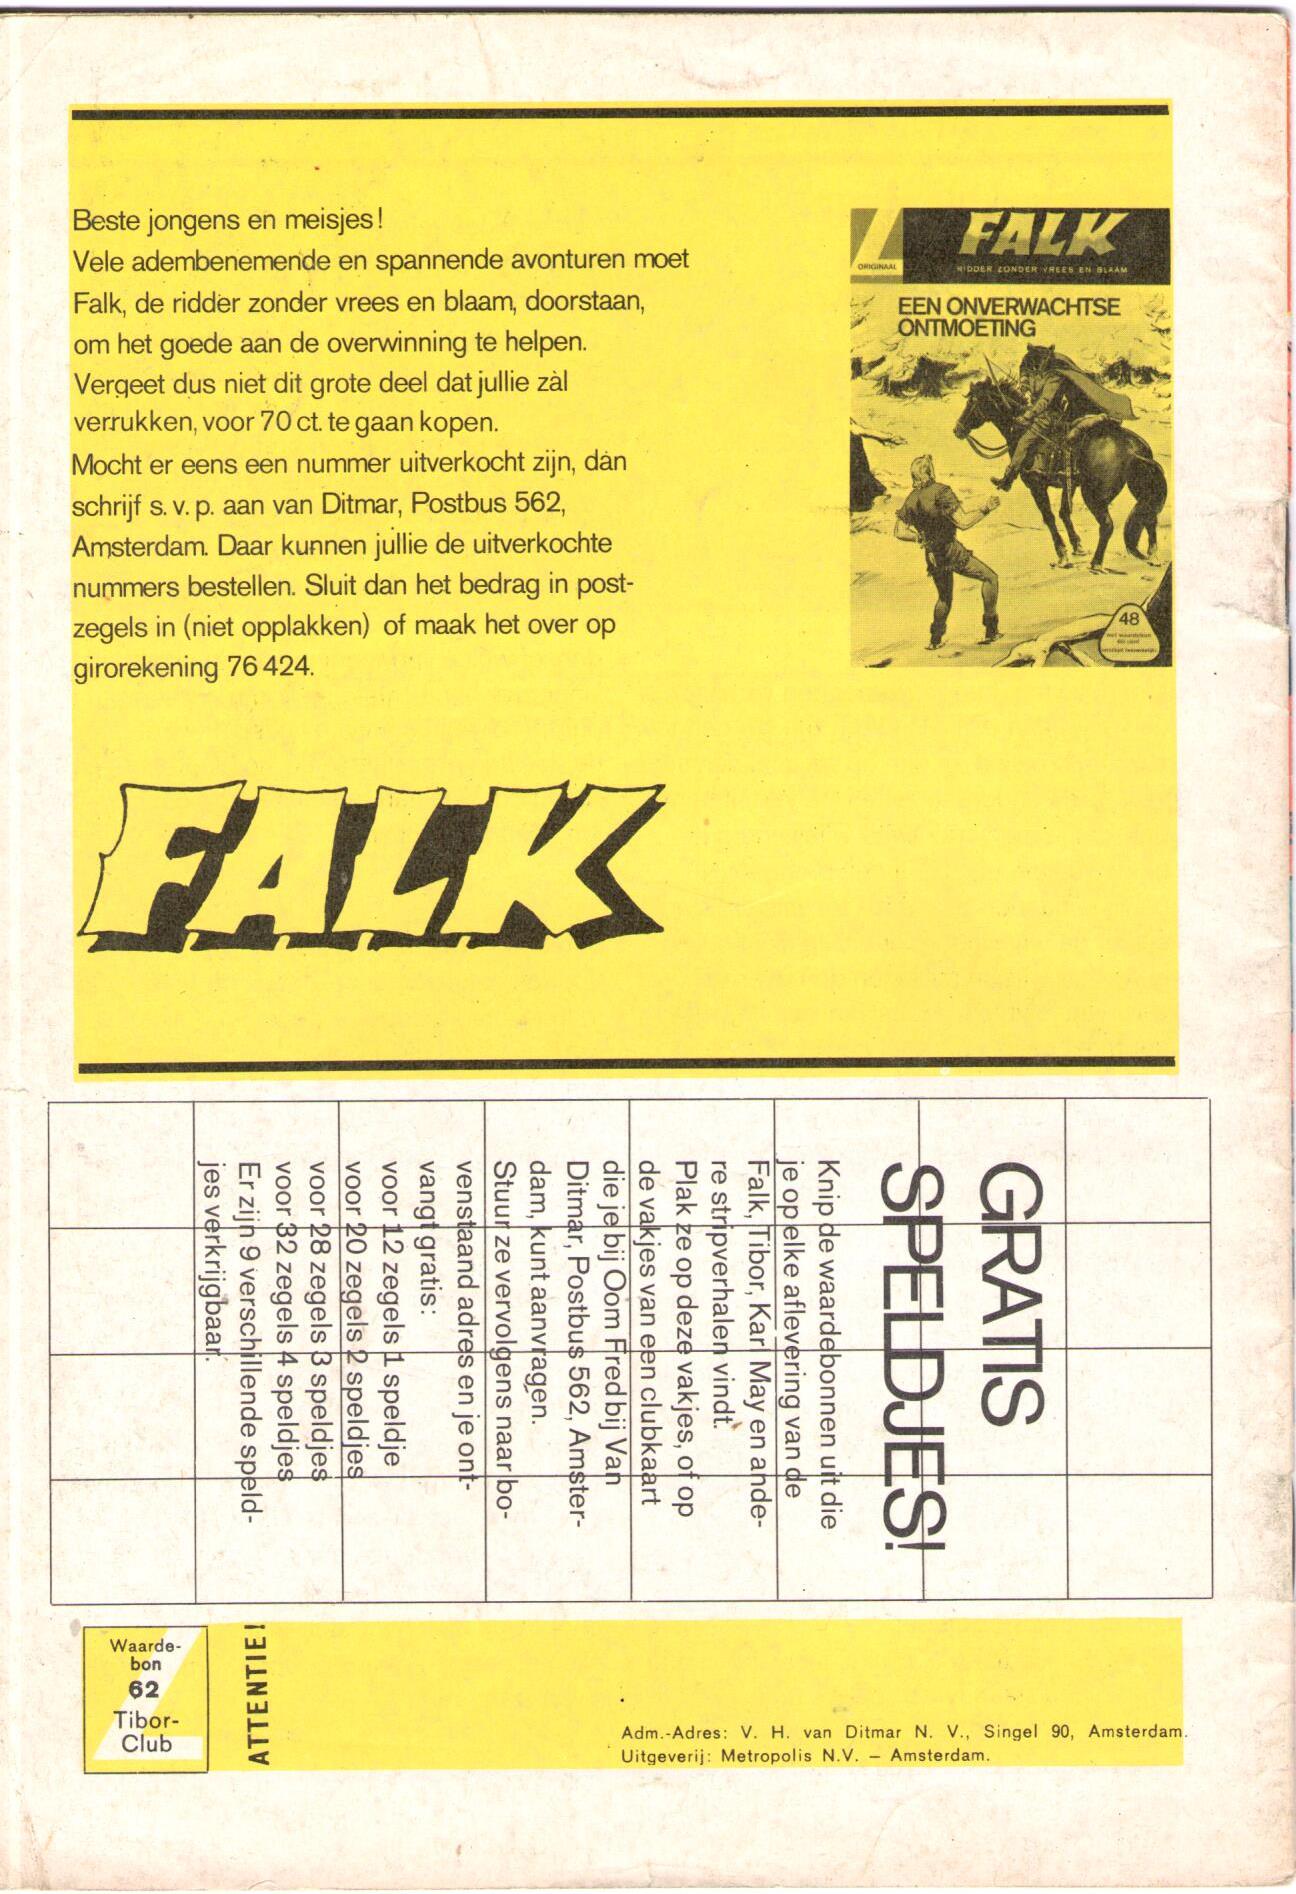 Beste jongens en meisjes!
Vele adembenemende en spannende avonturen moet
Falk, de ridder zonder vrees en blaam, doorstaan,
om het goede aan de overwinning te helpen.
Vergeet dus niet dit grote deel dat jullie zàl
verrukken, voor 70 ct. te gaan kopen.
Mocht er eens een nummer uitverkocht zijn, dan
schrijf s. v. p. aan van Ditmar, Postbus 562,
Amsterdam. Daar kunnen jullie de uitverkochte
nummers bestellen. Sluit dan het bedrag in post-
zegels in (niet opplakken) of maak het over op
girorekening 76 424.
ORIGINAAL
FALK
RIDDER ZONDER VREES EN BLAAM
EEN ONVERWACHTSE
ONTMOETING
48
FALK
GRATIS
SPELDJES!
Knip de waardebonnen uit die
je op elke aflevering van de
Falk, Tibor, Karl May en ande-
re stripverhalen vindt.
Plak ze op deze vakjes, of op
de vakjes van een clubkaart
die je bij Oom Fred bij Van
Ditmar, Postbus 562, Amster-
dam, kunt aanvragen.
Stuur ze vervolgens naar bo-
venstaand adres en je ont-
vangt gratis:
voor 12 zegels 1 speldje
voor 20 zegels 2 speldjes
voor 28 zegels 3 speldjes
voor 32 zegels 4 speldjes
Er zijn 9 verschillende speld-
jes verkrijgbaar.
Waarde-
bon
62
Tibor-
Club
ATTENTIE!
Adm.-Adres: V. H. van Ditmar N. V., Singel 90, Amsterdam.
Uitgeverij: Metropolis N.V. – Amsterdam.